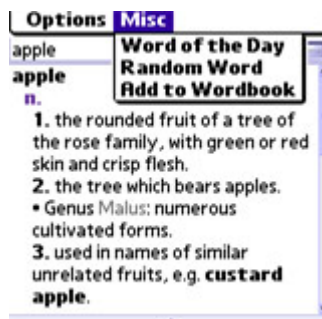 Options Misc
apple
Word of the Day
Random Word
Add to Wordbook
apple
n.
1. the rounded fruit of a tree of
the rose family, with green or red
skin and crisp flesh.
2. the tree which bears apples.
• Genus Malus: numerous
cultivated forms.
3. used in names of similar
unrelated fruits, e.g. custard
apple.